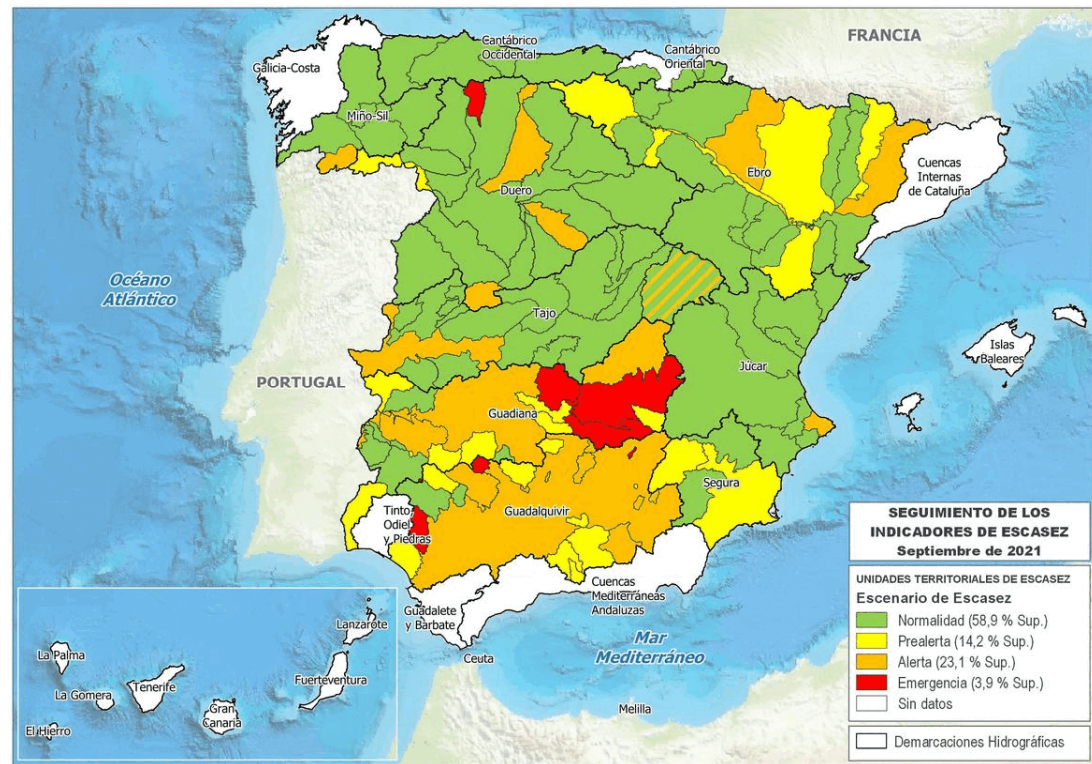 FRANCIA
Cantábrico
Occidental
Cantábrico
Oriental
Galicia-Costa
Miño-Sil
Cuencas
Internas
de Cataluña
Ebro
Duero
Océano
Atlántico
Tajo
Islas
Baleares
Júcar
PORTUGAL
Guadiana
Segura
Tinto
Odiel
y Piedras
Guadalquivir
Cuencas
Mediterráneas
Andaluzas
Guadalete
y Barbate
Mar
Mediterráneo
Ceuta
Melilla
Lanzarote
La Palma
Fuerteventura
Tenerife
La Gomera
Gran
Canaria
El Hierro
SEGUIMIENTO DE LOS
INDICADORES DE ESCASEZ
Septiembre de 2021
UNIDADES TERRITORIALES DE ESCASEZ
Escenario de Escasez
Normalidad (58,9 % Sup.)
Prealerta (14,2 % Sup.)
Alerta (23,1 % Sup.)
Emergencia (3,9 % Sup.)
Sin datos
Demarcaciones Hidrográficas